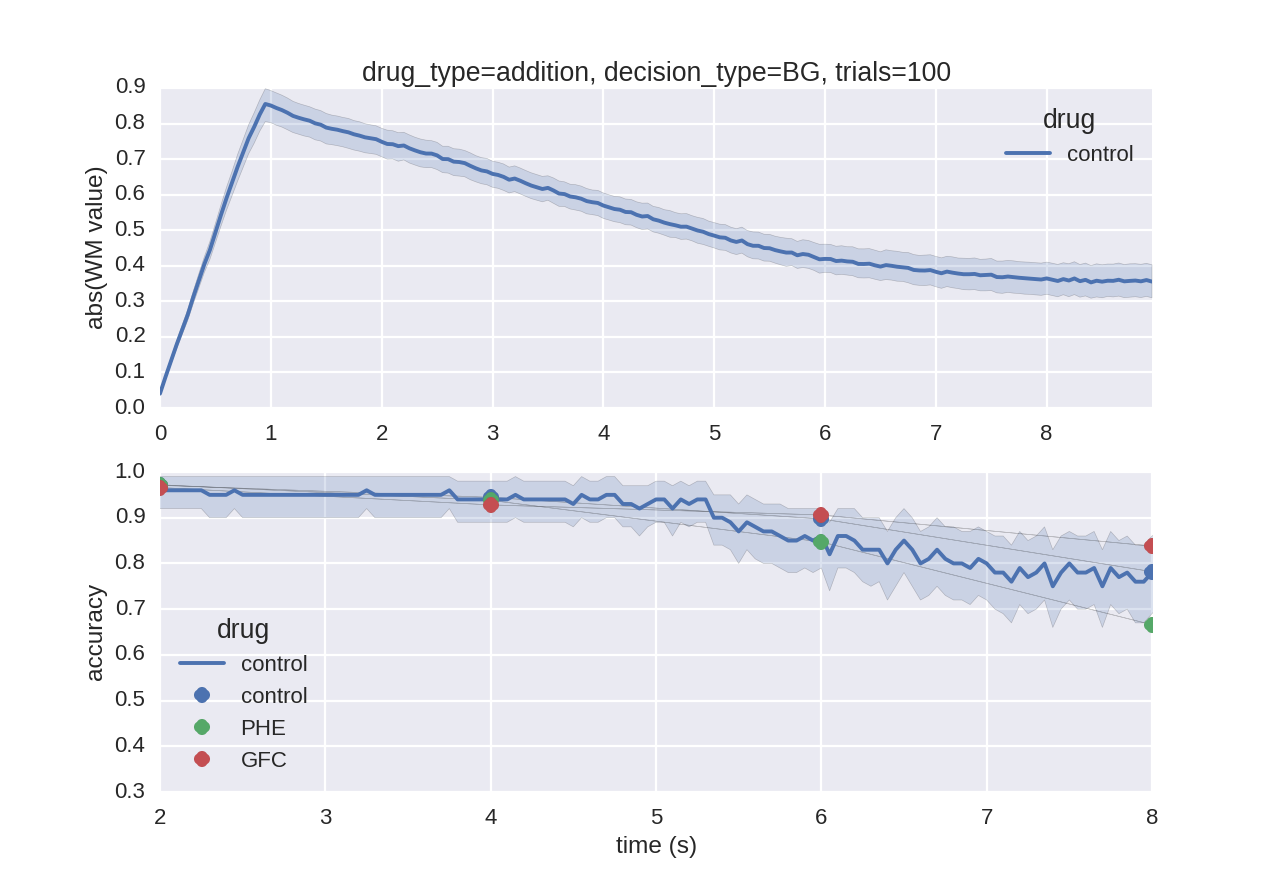 drug_type=addition, decision_type=BG, trials=100
abs(WM value)
0.9
0.8
0.7
0.6
0.5
0.4
0.3
0.2
0.1
0.0
drug
control
0 1 2 3 4 5 6 7 8
accuracy
1.0
0.9
0.8
0.7
0.6
0.5
0.4
0.3
drug
control
control
PHE
GFC
2 3 4 5 6 7 8
time (s)